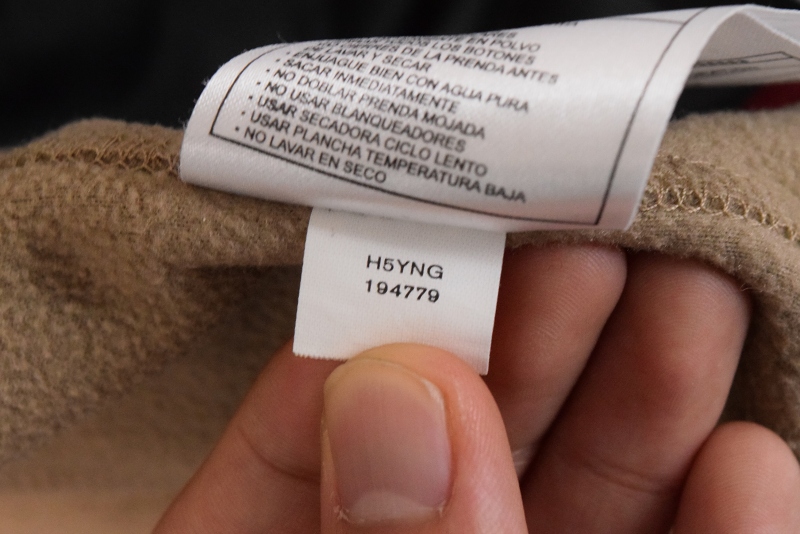 EN POLVO
LOS BOTONES
DE LA PRENDA ANTES
DE LAVAR Y SECAR
· ENJUAGUE BIEN CON AGUA PURA
· SACAR INMEDIATAMENTE
· NO DOBLAR PRENDA MOJADA
· NO USAR BLANQUEADORES
· USAR SECADORA CICLO LENTO
· USAR PLANCHA TEMPERATURA BAJA
· NO LAVAR EN SECO
H5YNG
194779